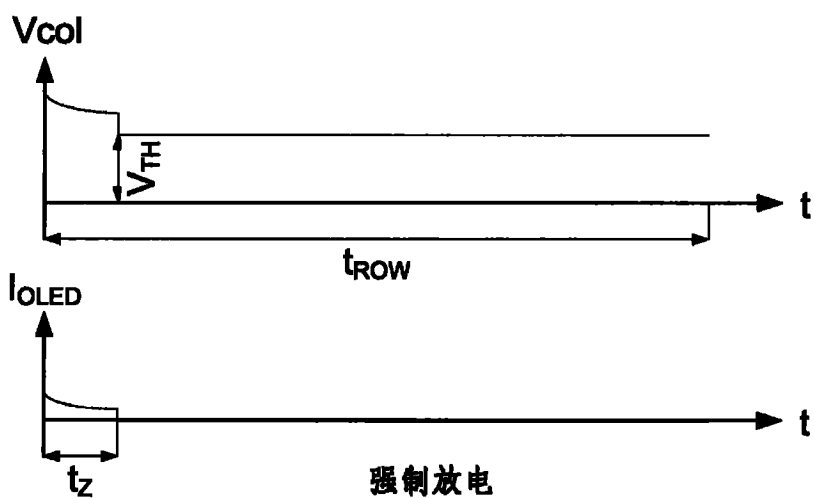 Vcol
V_TH
t
t_ROW
I_OLED
t
t_Z
强制放电